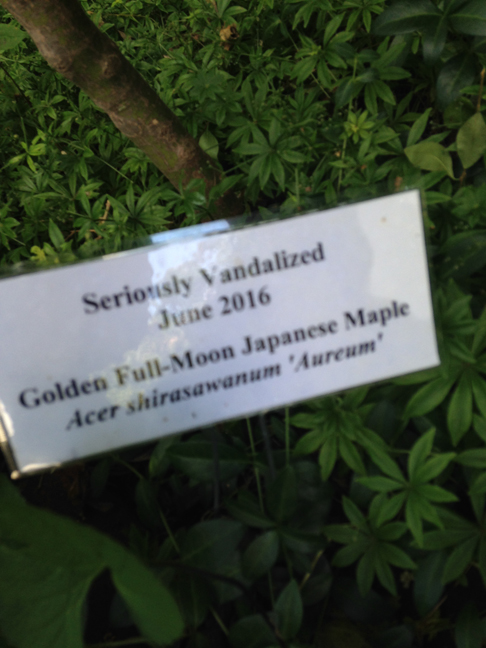 Seriously Vandalized
June 2016
Golden Full-Moon Japanese Maple
Acer shirasawanum 'Aureum'